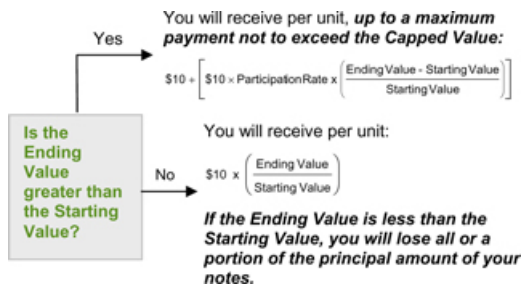 You will receive per unit, up to a maximum
payment not to exceed the Capped Value:
Yes
$10 + [ $10 × Participation Rate x ( Ending Value - Starting Value / Starting Value ) ]
Is the
Ending
Value
greater than
the Starting
Value?
No
You will receive per unit:
$10 x ( Ending Value / Starting Value )
If the Ending Value is less than the
Starting Value, you will lose all or a
portion of the principal amount of your
notes.